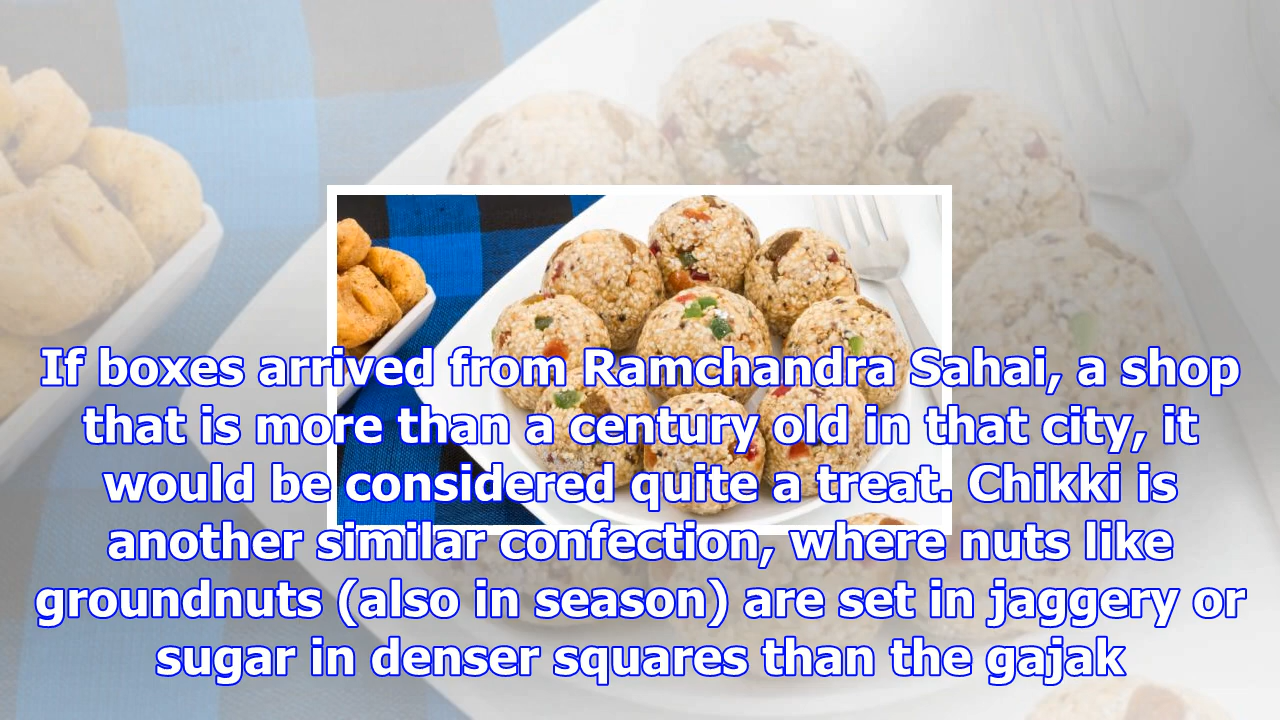 If boxes arrived from Ramchandra Sahai, a shop
that is more than a century old in that city, it
would be considered quite a treat. Chikki is
another similar confection, where nuts like
groundnuts (also in season) are set in jaggery or
sugar in denser squares than the gajak